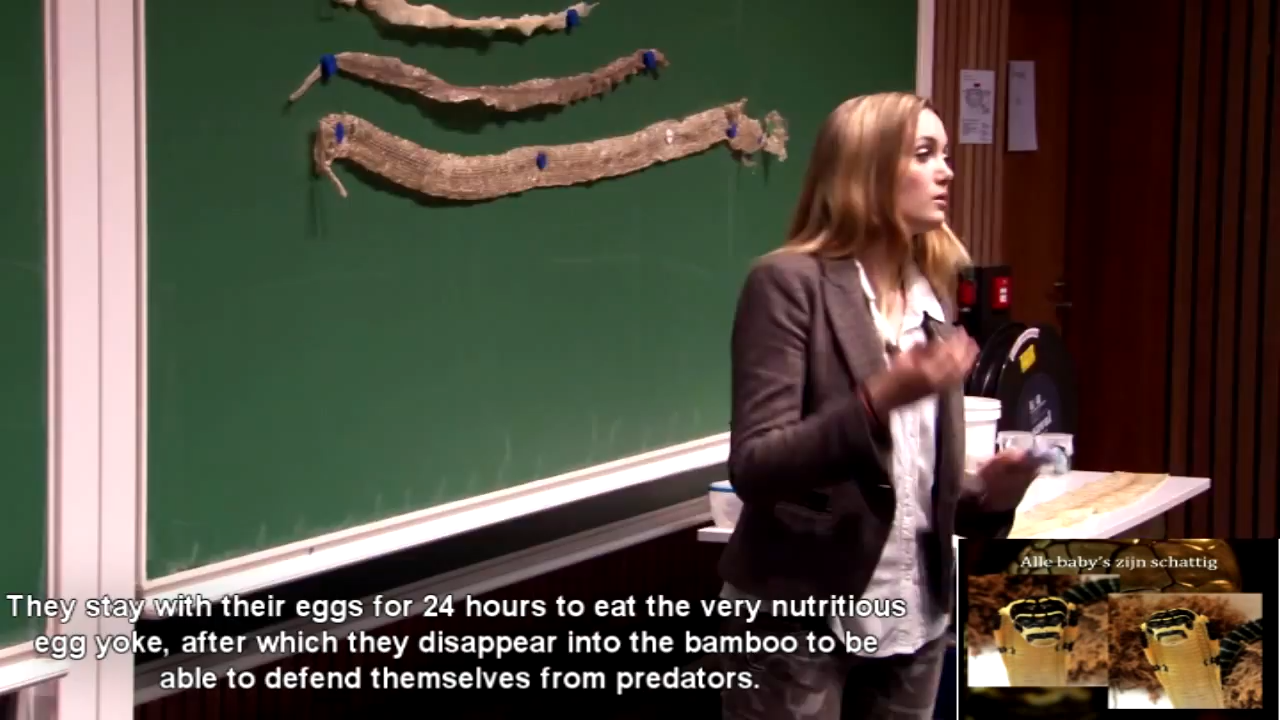 Alle baby's zijn schattig
They stay with their eggs for 24 hours to eat the very nutritious
egg yoke, after which they disappear into the bamboo to be
able to defend themselves from predators.